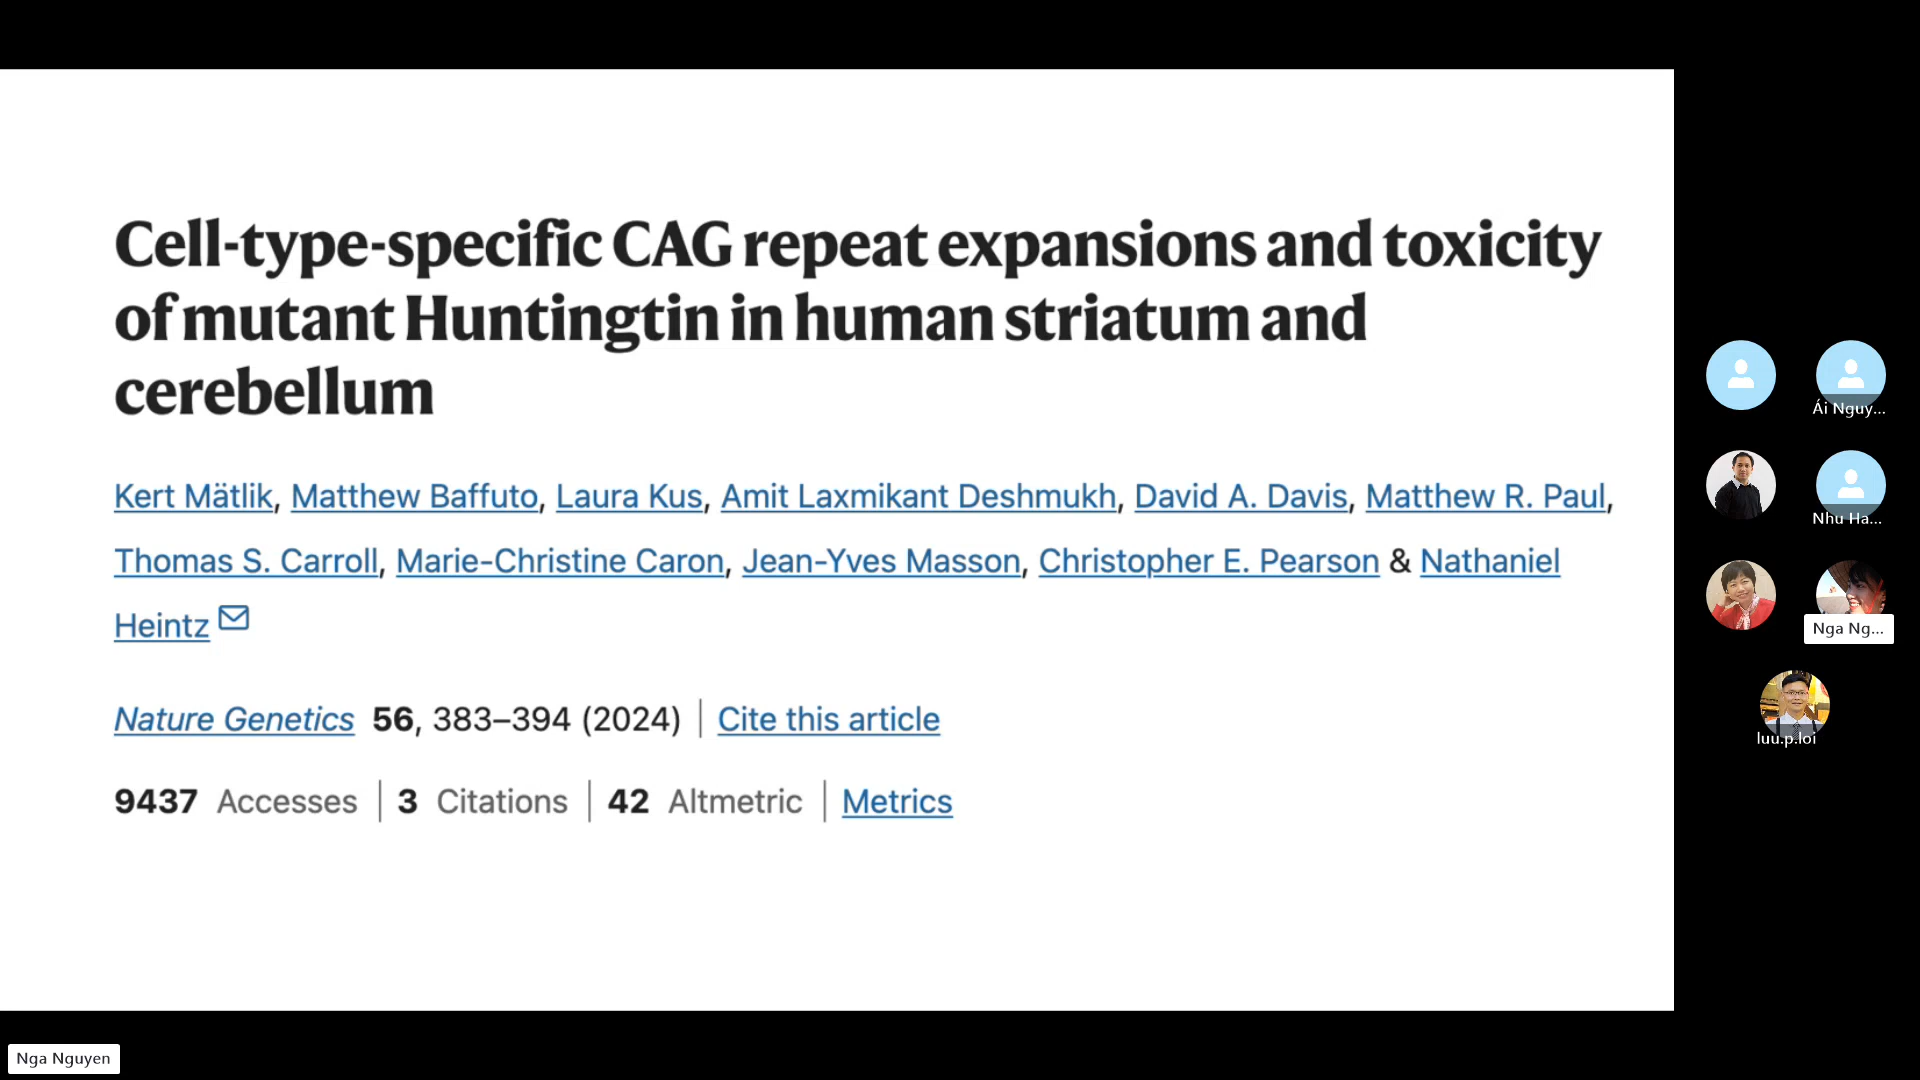 Cell-type-specific CAG repeat expansions and toxicity
of mutant Huntingtin in human striatum and
cerebellum
Kert Mätlik, Matthew Baffuto, Laura Kus, Amit Laxmikant Deshmukh, David A. Davis, Matthew R. Paul,
Thomas S. Carroll, Marie-Christine Caron, Jean-Yves Masson, Christopher E. Pearson & Nathaniel
Heintz
Nature Genetics 56, 383–394 (2024) | Cite this article
9437 Accesses | 3 Citations | 42 Altmetric | Metrics
Ái Nguy...
Nhu Ha...
Nga Ng...
luu.p.loi
Nga Nguyen